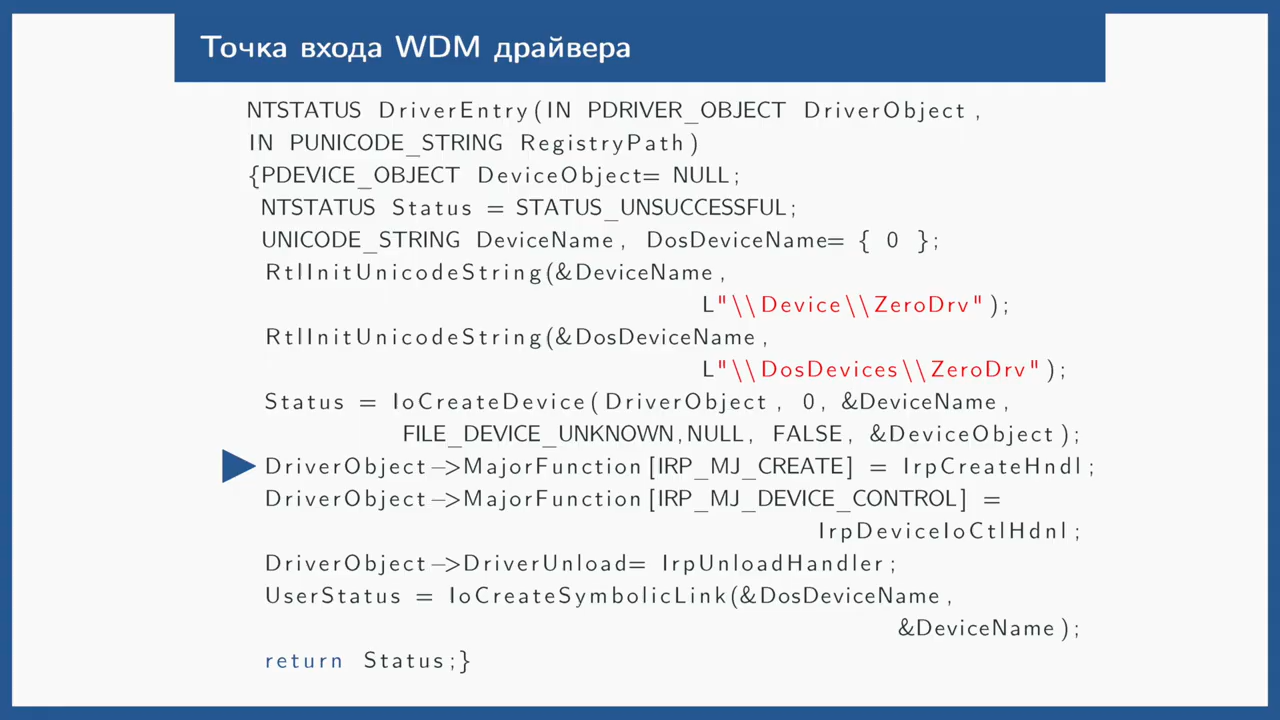 Точка входа WDM драйвера
NTSTATUS DriverEntry(IN PDRIVER_OBJECT DriverObject,
IN PUNICODE_STRING RegistryPath)
{PDEVICE_OBJECT DeviceObject= NULL;
NTSTATUS Status = STATUS_UNSUCCESSFUL;
UNICODE_STRING DeviceName, DosDeviceName= { 0 };
RtlInitUnicodeString(&DeviceName,
L"\\Device\\ZeroDrv");
RtlInitUnicodeString(&DosDeviceName,
L"\\DosDevices\\ZeroDrv");
Status = IoCreateDevice(DriverObject, 0, &DeviceName,
FILE_DEVICE_UNKNOWN,NULL, FALSE, &DeviceObject);
DriverObject->MajorFunction[IRP_MJ_CREATE] = IrpCreateHndl;
DriverObject->MajorFunction[IRP_MJ_DEVICE_CONTROL] =
IrpDeviceIoCtlHdnl;
DriverObject->DriverUnload= IrpUnloadHandler;
UserStatus = IoCreateSymbolicLink(&DosDeviceName,
&DeviceName);
return Status;}